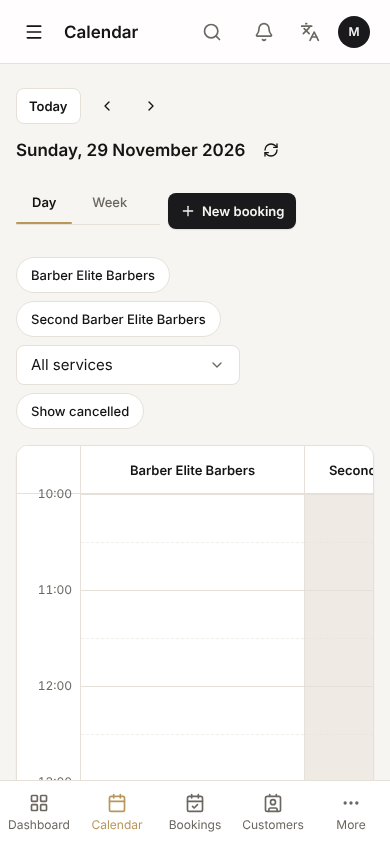 Calendar
M
Today
Sunday, 29 November 2026
Day
Week
New booking
Barber Elite Barbers
Second Barber Elite Barbers
All services
Show cancelled
Barber Elite Barbers
10:00
11:00
12:00
Dashboard
Calendar
Bookings
Customers
More